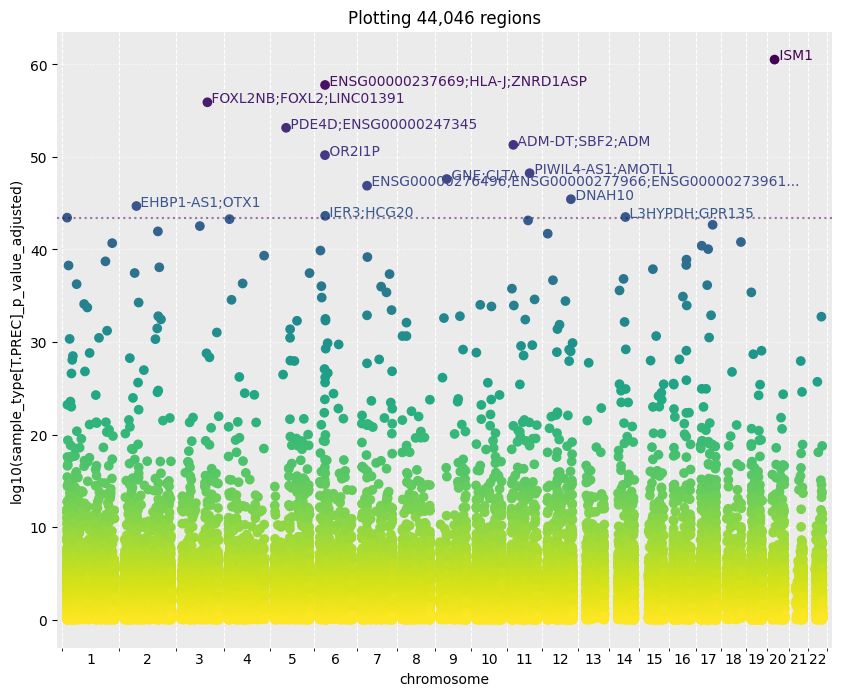 Plotting 44,046 regions
log10(sample_type[T.PREC]_p_value_adjusted)
60
50
40
30
20
10
0
ISM1
ENSG00000237669;HLA-J;ZNRD1ASP
FOXL2NB;FOXL2;LINC01391
PDE4D;ENSG00000247345
ADM-DT;SBF2;ADM
OR2I1P
PIWIL4-AS1;AMOTL1
GNE;CLTA
ENSG00000276496;ENSG00000277966;ENSG00000273961...
DNAH10
EHBP1-AS1;OTX1
IER3;HCG20
L3HYPDH;GPR135
1 2 3 4 5 6 7 8 9 10 11 12 13 14 15 16 17 18 19 20 21 22
chromosome